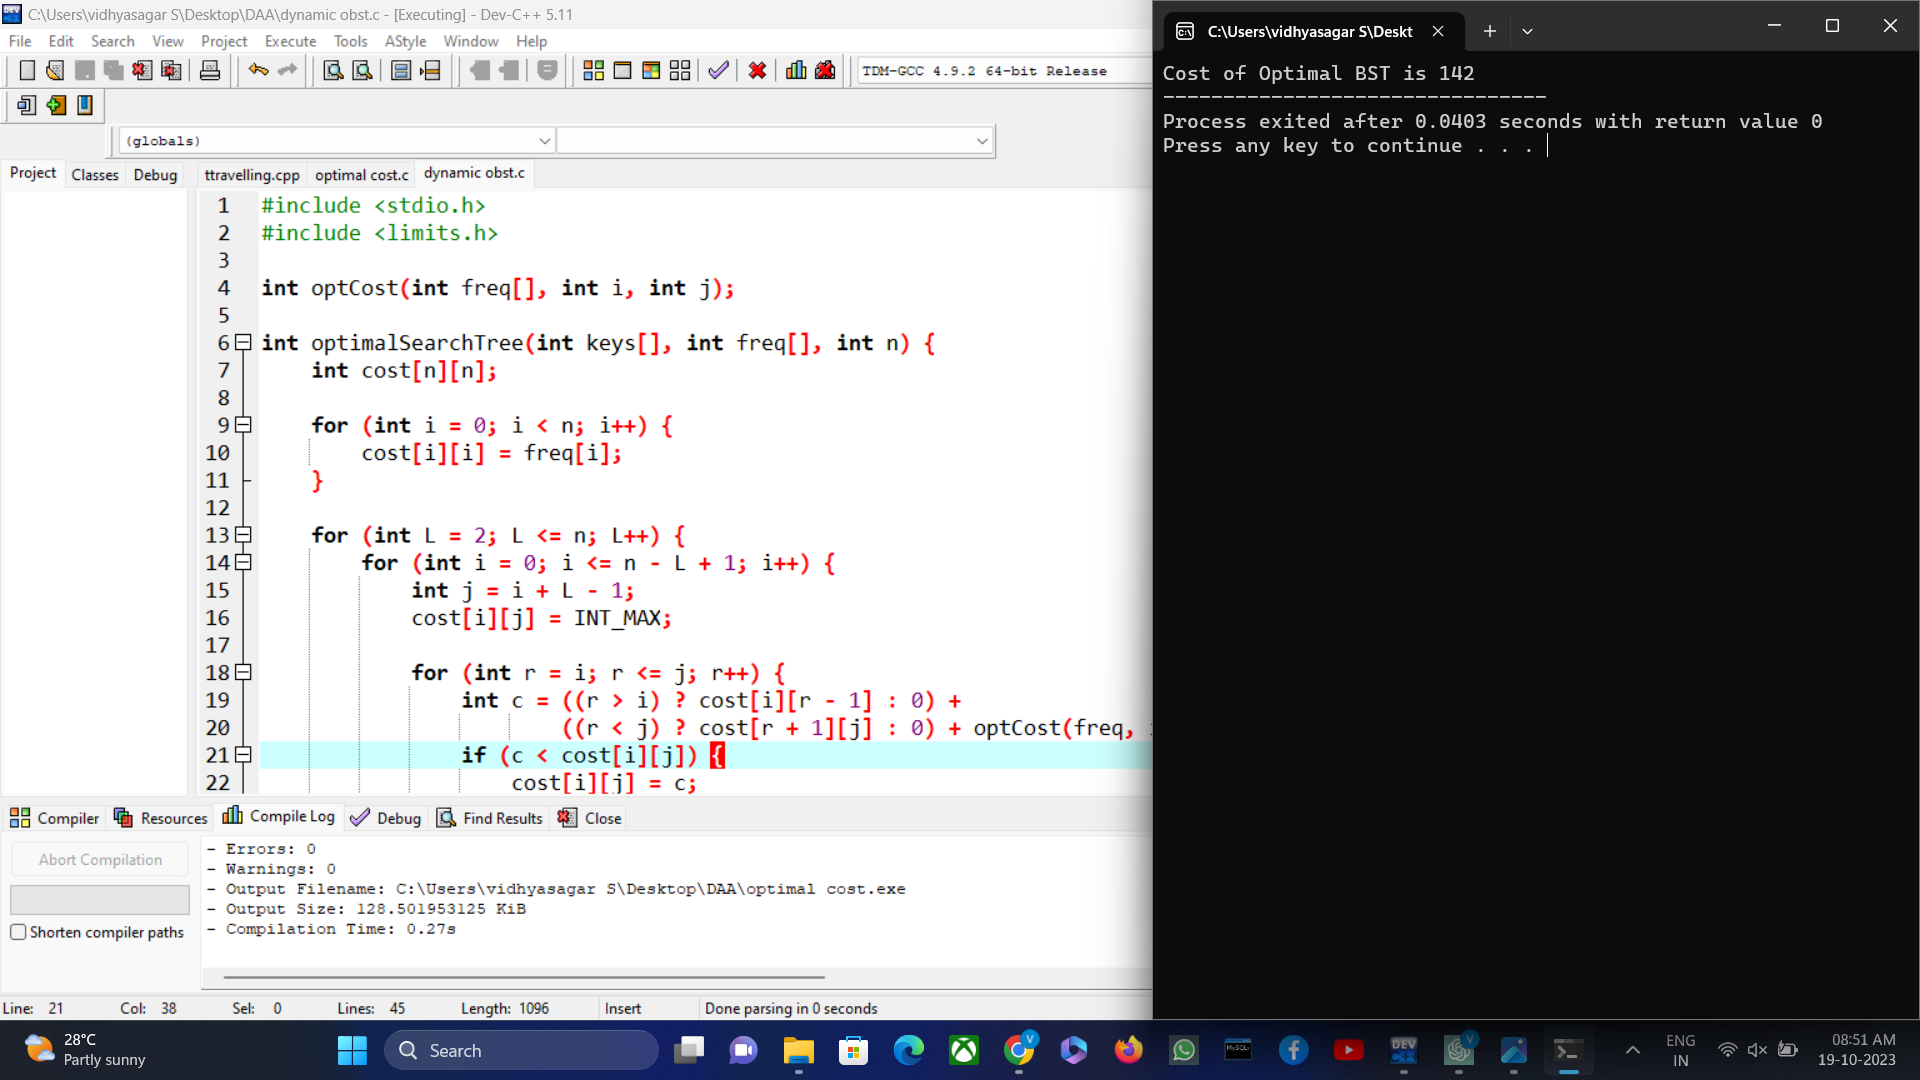 C:\Users\vidhyasagar S\Desktop\DAA\dynamic obst.c - [Executing] - Dev-C++ 5.11
File Edit Search View Project Execute Tools AStyle Window Help
TDM-GCC 4.9.2 64-bit Release
(globals)
Project Classes Debug
ttravelling.cpp optimal cost.c dynamic obst.c
1 #include <stdio.h>
2 #include <limits.h>
3
4 int optCost(int freq[], int i, int j);
5
6 int optimalSearchTree(int keys[], int freq[], int n) {
7 int cost[n][n];
8
9 for (int i = 0; i < n; i++) {
10 cost[i][i] = freq[i];
11 }
12
13 for (int L = 2; L <= n; L++) {
14 for (int i = 0; i <= n - L + 1; i++) {
15 int j = i + L - 1;
16 cost[i][j] = INT_MAX;
17
18 for (int r = i; r <= j; r++) {
19 int c = ((r > i) ? cost[i][r - 1] : 0) +
20 ((r < j) ? cost[r + 1][j] : 0) + optCost(freq,
21 if (c < cost[i][j]) {
22 cost[i][j] = c;
Compiler Resources Compile Log Debug Find Results Close
Abort Compilation
Shorten compiler paths
- Errors: 0
- Warnings: 0
- Output Filename: C:\Users\vidhyasagar S\Desktop\DAA\optimal cost.exe
- Output Size: 128.501953125 KiB
- Compilation Time: 0.27s
Line: 21 Col: 38 Sel: 0 Lines: 45 Length: 1096 Insert Done parsing in 0 seconds
C:\Users\vidhyasagar S\Deskt
Cost of Optimal BST is 142
--------------------------------
Process exited after 0.0403 seconds with return value 0
Press any key to continue . . .
28°C
Partly sunny
Search
V
MySQL
DEV
V
ENG
IN
08:51 AM
19-10-2023